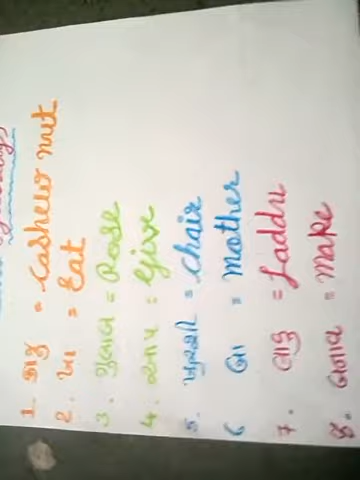 1. કાજુ = Cashew nut
2. ખા = Eat
3. ગુલાબ = Rose
4. આપ = Give
5. ખુરશી = Chair
6 બા = Mother
7. લાડુ = Laddu
8. બનાવ = Make